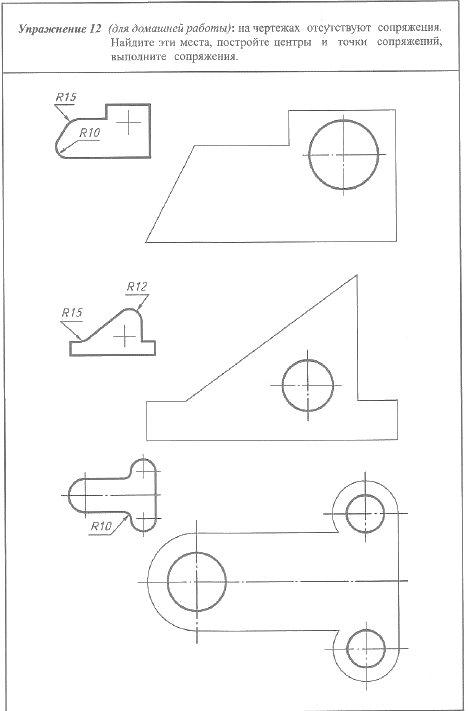 Упражнение 12 (для домашней работы): на чертежах отсутствуют сопряжения.
Найдите эти места, постройте центры и точки сопряжений,
выполните сопряжения.
R15
R10
R12
R15
R10